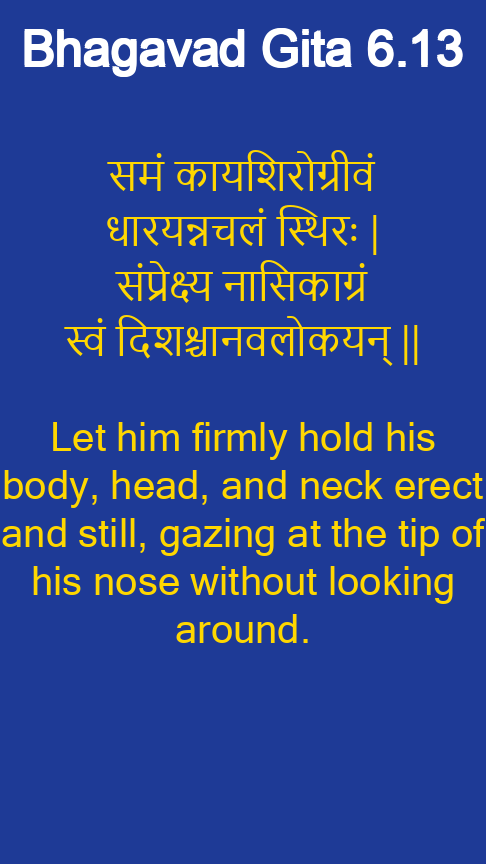 Bhagavad Gita 6.13
समं कायशिरोग्रीवं
धारयन्नचलं स्थिरः |
संप्रेक्ष्य नासिकाग्रं
स्वं दिशश्चानवलोकयन् ||
Let him firmly hold his
body, head, and neck erect
and still, gazing at the tip of
his nose without looking
around.